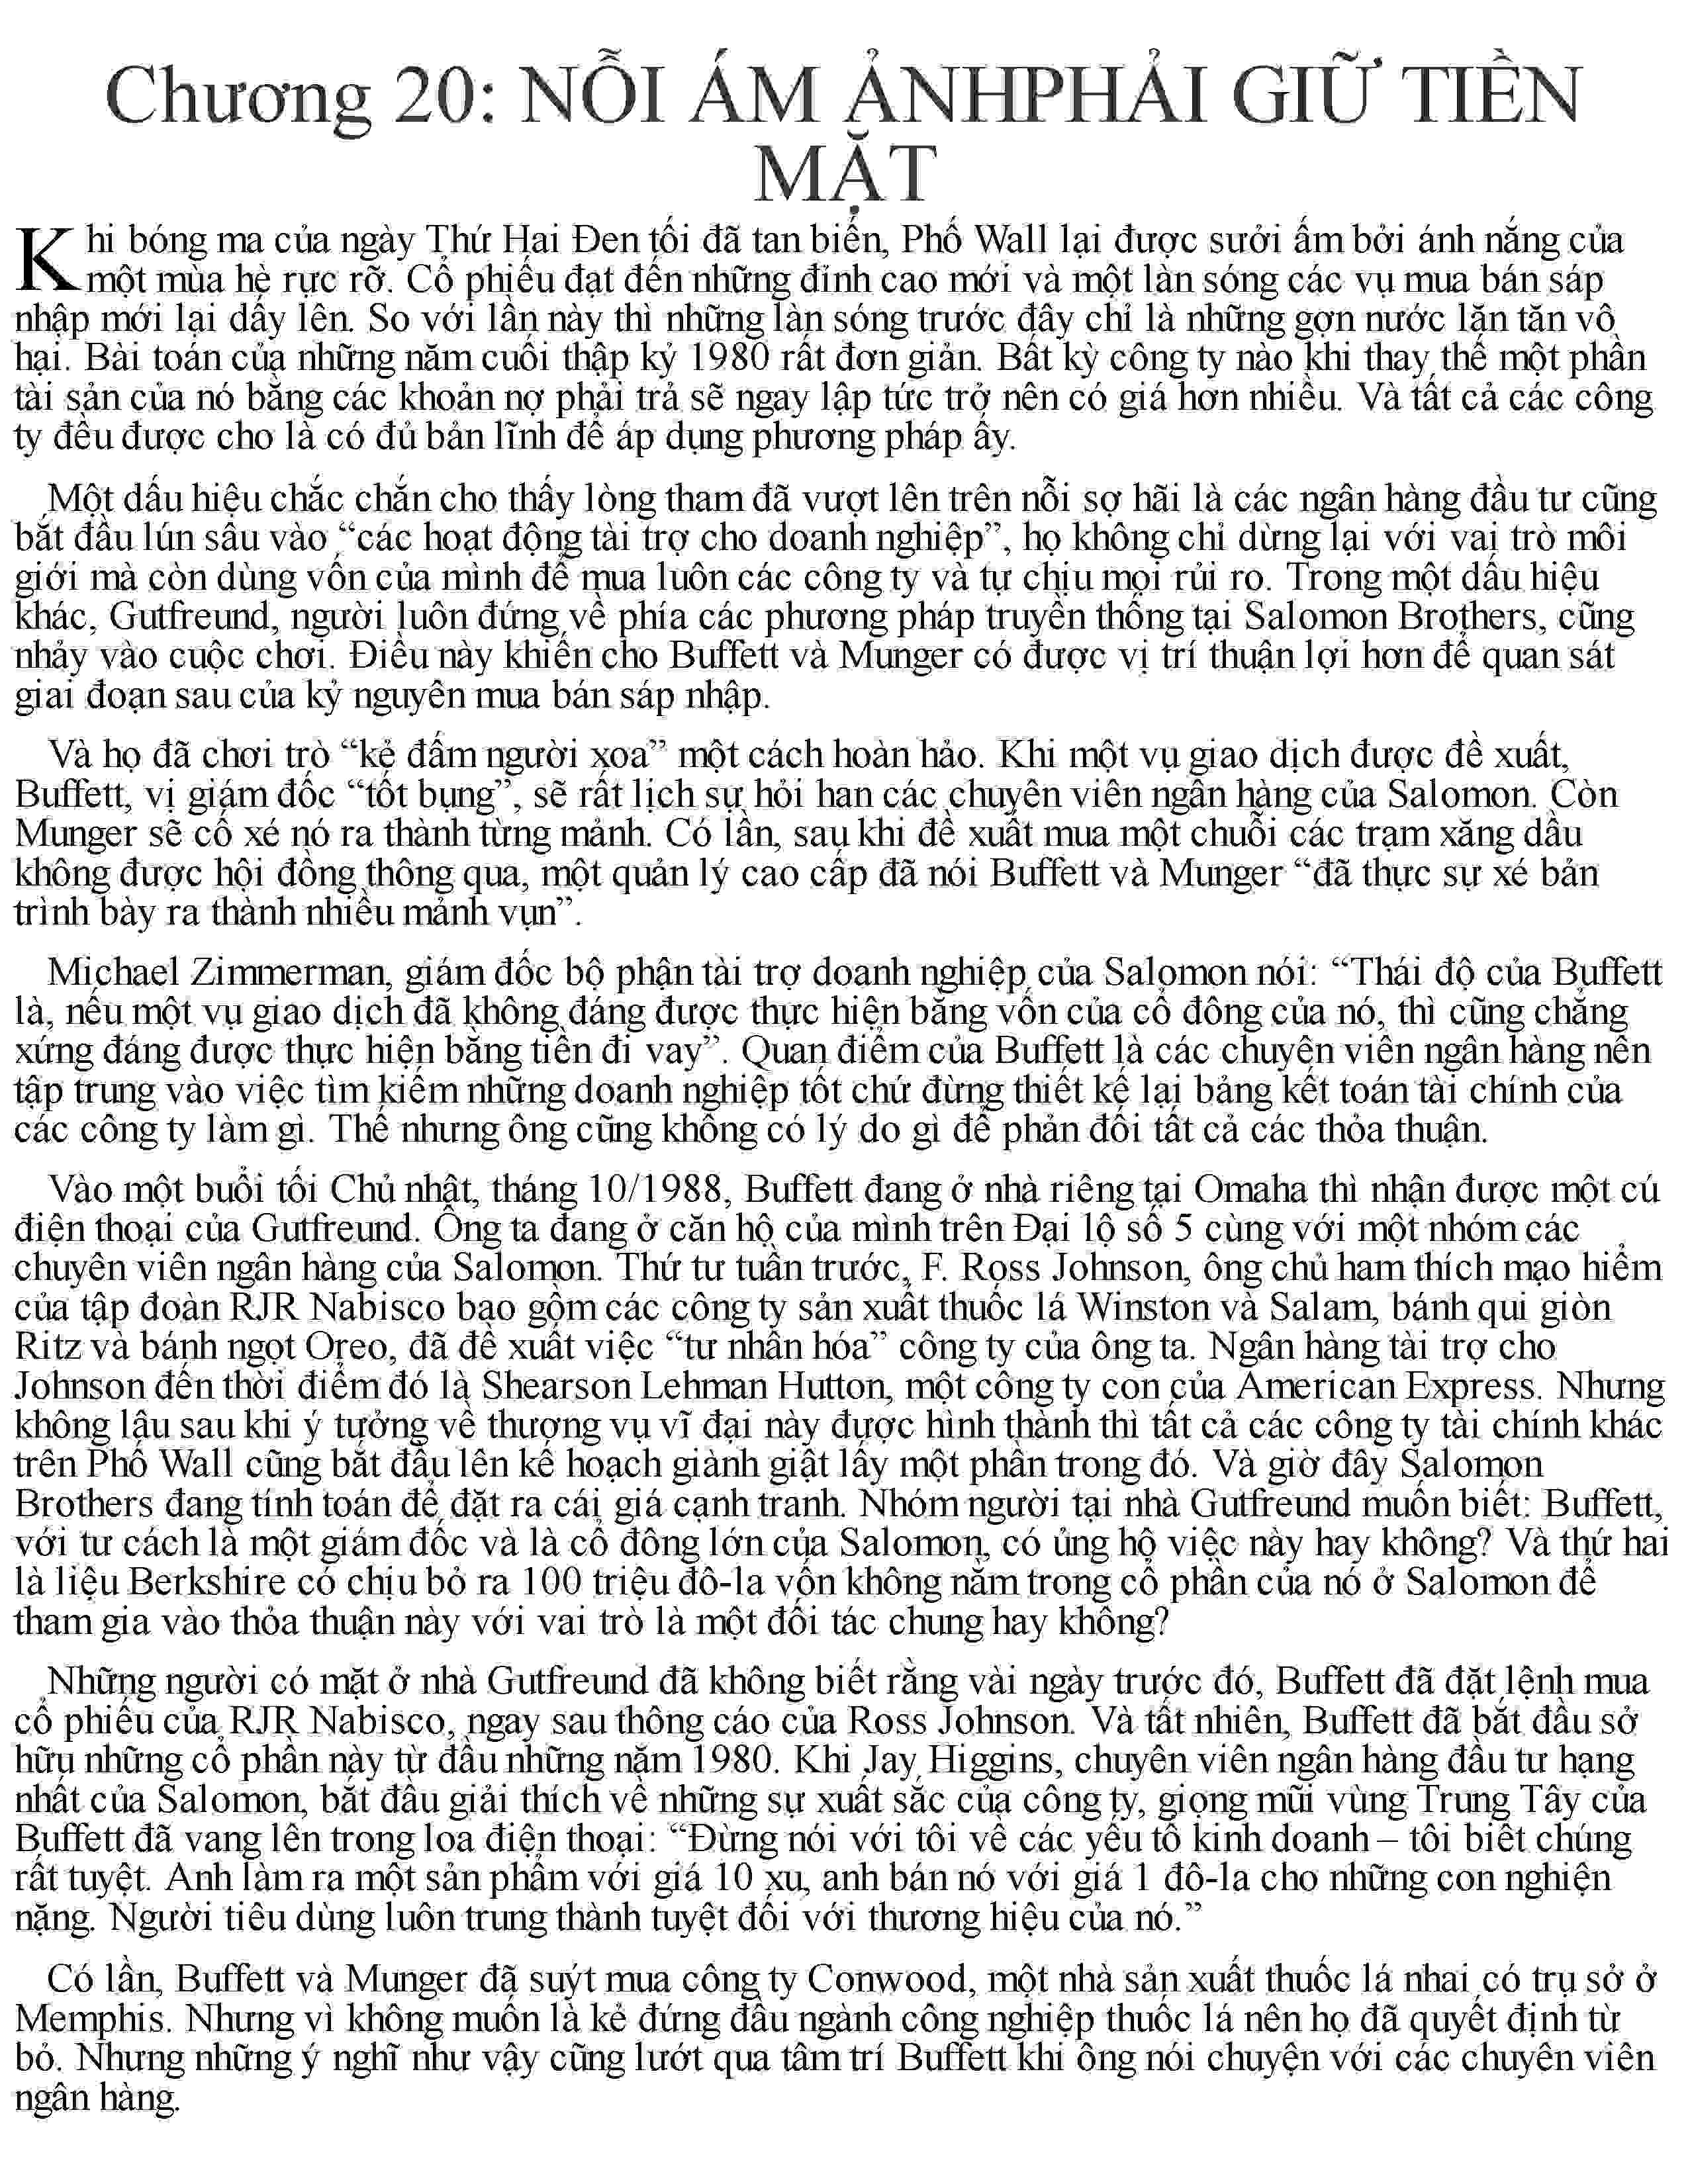 Chương 20: NỖI ÁM ẢNHPHẢI GIỮ TIỀN
MẶT
Khi bóng ma của ngày Thứ Hai Đen tối đã tan biến, Phố Wall lại được sưởi ấm bởi ánh nắng của
một mùa hè rực rỡ. Cổ phiếu đạt đến những đỉnh cao mới và một làn sóng các vụ mua bán sáp
nhập mới lại dấy lên. So với lần này thì những làn sóng trước đây chỉ là những gợn nước lặn tăn vô
hại. Bài toán của những năm cuối thập kỷ 1980 rất đơn giản. Bất kỳ công ty nào khi thay thế một phần
tài sản của nó bằng các khoản nợ phải trả sẽ ngay lập tức trở nên có giá hơn nhiều. Và tất cả các công
ty đều được cho là có đủ bản lĩnh để áp dụng phương pháp ấy.
Một dấu hiệu chắc chắn cho thấy lòng tham đã vượt lên trên nỗi sợ hãi là các ngân hàng đầu tư cũng
bắt đầu lún sâu vào “các hoạt động tài trợ cho doanh nghiệp”, họ không chỉ dừng lại với vai trò môi
giới mà còn dùng vốn của mình để mua luôn các công ty và tự chịu mọi rủi ro. Trong một dấu hiệu
khác, Gutfreund, người luôn đứng về phía các phương pháp truyền thống tại Salomon Brothers, cũng
nhảy vào cuộc chơi. Điều này khiến cho Buffett và Munger có được vị trí thuận lợi hơn để quan sát
giai đoạn sau của kỷ nguyên mua bán sáp nhập.
Và họ đã chơi trò “kẻ đấm người xoa” một cách hoàn hảo. Khi một vụ giao dịch được đề xuất,
Buffett, vị giám đốc “tốt bụng”, sẽ rất lịch sự hỏi han các chuyên viên ngân hàng của Salomon. Còn
Munger sẽ cố xé nó ra thành từng mảnh. Có lần, sau khi đề xuất mua một chuỗi các trạm xăng dầu
không được hội đồng thông qua, một quản lý cao cấp đã nói Buffett và Munger “đã thực sự xé bản
trình bày ra thành nhiều mảnh vụn”.
Michael Zimmerman, giám đốc bộ phận tài trợ doanh nghiệp của Salomon nói: “Thái độ của Buffett
là, nếu một vụ giao dịch đã không đáng được thực hiện bằng vốn của cổ đông của nó, thì cũng chẳng
xứng đáng được thực hiện bằng tiền đi vay”. Quan điểm của Buffett là các chuyên viên ngân hàng nên
tập trung vào việc tìm kiếm những doanh nghiệp tốt chứ đừng thiết kế lại bảng kết toán tài chính của
các công ty làm gì. Thế nhưng ông cũng không có lý do gì để phản đối tất cả các thỏa thuận.
Vào một buổi tối Chủ nhật, tháng 10/1988, Buffett đang ở nhà riêng tại Omaha thì nhận được một cú
điện thoại của Gutfreund. Ông ta đang ở căn hộ của mình trên Đại lộ số 5 cùng với một nhóm các
chuyên viên ngân hàng của Salomon. Thứ tư tuần trước, F. Ross Johnson, ông chủ ham thích mạo hiểm
của tập đoàn RJR Nabisco bao gồm các công ty sản xuất thuốc lá Winston và Salam, bánh qui giòn
Ritz và bánh ngọt Oreo, đã đề xuất việc “tư nhân hóa” công ty của ông ta. Ngân hàng tài trợ cho
Johnson đến thời điểm đó là Shearson Lehman Hutton, một công ty con của American Express. Nhưng
không lâu sau khi ý tưởng về thương vụ vĩ đại này được hình thành thì tất cả các công ty tài chính khác
trên Phố Wall cũng bắt đầu lên kế hoạch giành giật lấy một phần trong đó. Và giờ đây Salomon
Brothers đang tính toán để đặt ra cái giá cạnh tranh. Nhóm người tại nhà Gutfreund muốn biết: Buffett,
với tư cách là một giám đốc và là cổ đông lớn của Salomon, có ủng hộ việc này hay không? Và thứ hai
là liệu Berkshire có chịu bỏ ra 100 triệu đô-la vốn không nằm trong cổ phần của nó ở Salomon để
tham gia vào thỏa thuận này với vai trò là một đối tác chung hay không?
Những người có mặt ở nhà Gutfreund đã không biết rằng vài ngày trước đó, Buffett đã đặt lệnh mua
cổ phiếu của RJR Nabisco, ngay sau thông cáo của Ross Johnson. Và tất nhiên, Buffett đã bắt đầu sở
hữu những cổ phần này từ đầu những năm 1980. Khi Jay Higgins, chuyên viên ngân hàng đầu tư hạng
nhất của Salomon, bắt đầu giải thích về những sự xuất sắc của công ty, giọng mũi vùng Trung Tây của
Buffett đã vang lên trong loa điện thoại: “Đừng nói với tôi về các yếu tố kinh doanh – tôi biết chúng
rất tuyệt. Anh làm ra một sản phẩm với giá 10 xu, anh bán nó với giá 1 đô-la cho những con nghiện
nặng. Người tiêu dùng luôn trung thành tuyệt đối với thương hiệu của nó.”
Có lần, Buffett và Munger đã suýt mua công ty Conwood, một nhà sản xuất thuốc lá nhai có trụ sở ở
Memphis. Nhưng vì không muốn là kẻ đứng đầu ngành công nghiệp thuốc lá nên họ đã quyết định từ
bỏ. Nhưng những ý nghĩ như vậy cũng lướt qua tâm trí Buffett khi ông nói chuyện với các chuyên viên
ngân hàng.